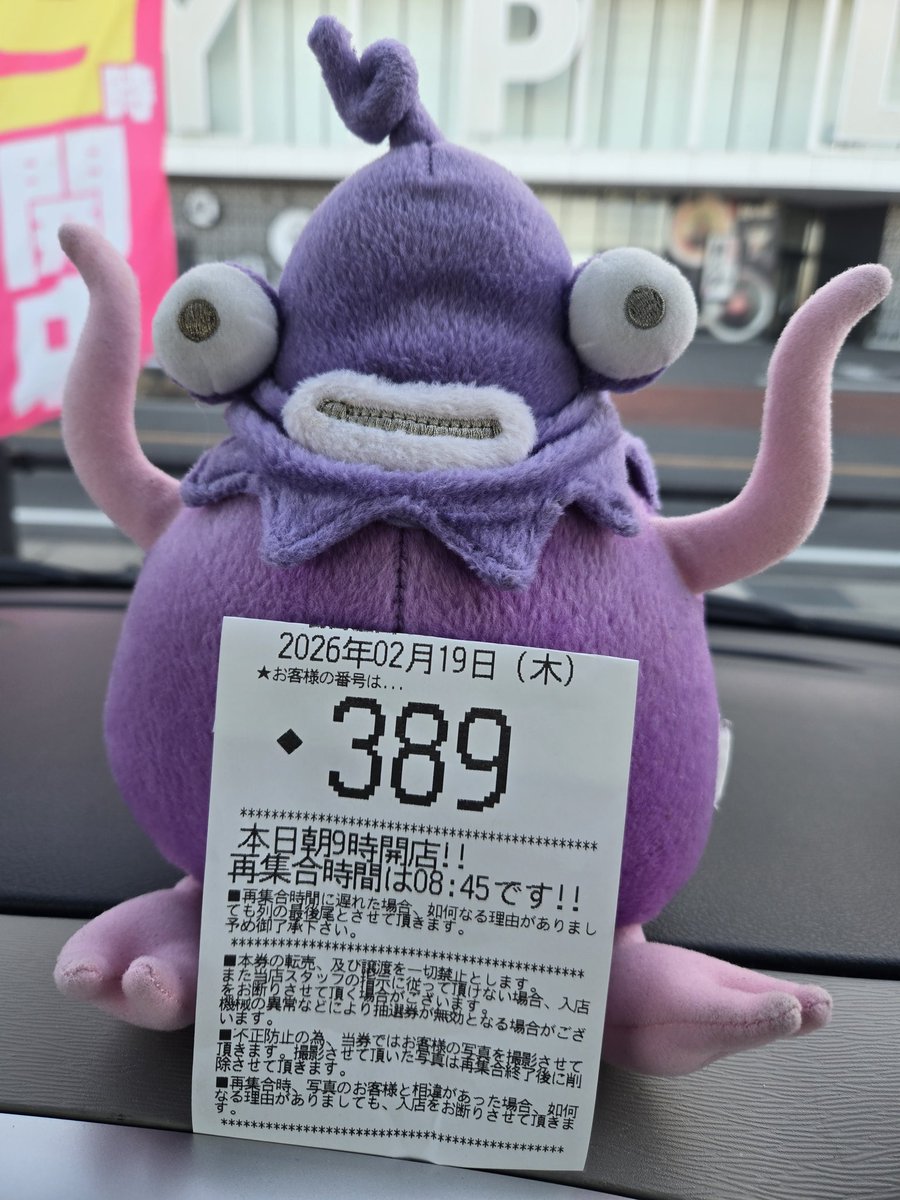 Y P L
時
開
店
2026年02月19日 (木)
★お客様の番号は...
◆ 389
****************************************
本日朝9時開店!!
再集合時間は08:45です!!
■再集合時間に遅れた場合、如何なる理由がありまし
ても列の最後尾とさせて頂きます。
予め御了承下さい。
****************************************
■本券の転売、及び譲渡を一切禁止とします。
また当店スタッフの指示に従って頂けない場合、入店
をお断りさせて頂く場合がございます。
機械の異常などにより抽選券が無効となる場合がござ
います。
■不正防止の為、当券ではお客様の写真を撮影させて
頂きます。撮影させて頂いた写真は再集合終了後に削
除させて頂きます。
■再集合時、写真のお客様と相違があった場合、如何
なる理由がありましても、入店をお断りさせて頂きま
す。
****************************************